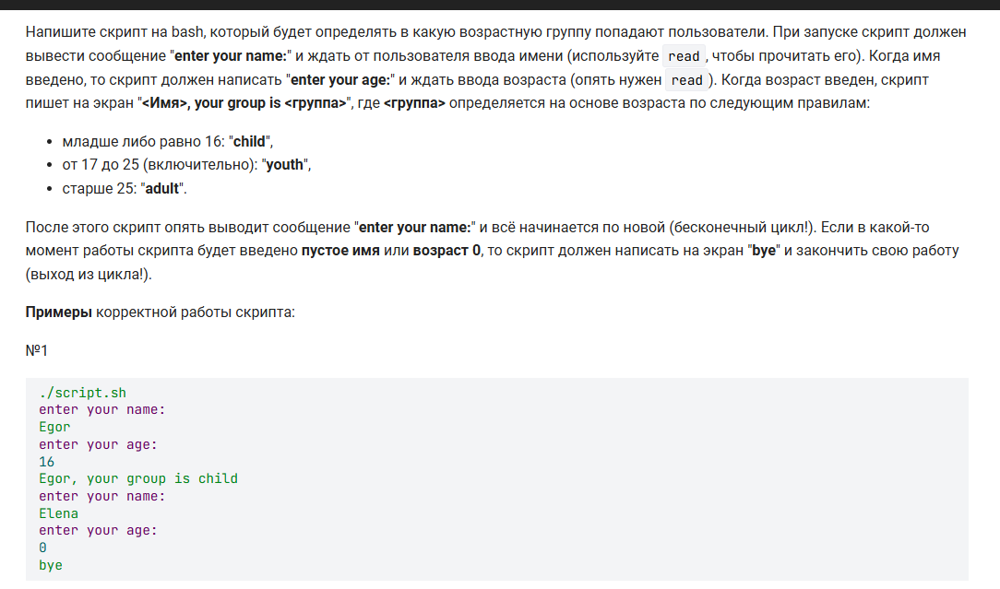 Напишите скрипт на bash, который будет определять в какую возрастную группу попадают пользователи. При запуске скрипт должен
вывести сообщение "enter your name:" и ждать от пользователя ввода имени (используйте read, чтобы прочитать его). Когда имя
введено, то скрипт должен написать "enter your age:" и ждать ввода возраста (опять нужен read). Когда возраст введен, скрипт
пишет на экран "<Имя>, your group is <группа>", где <группа> определяется на основе возраста по следующим правилам:
• младше либо равно 16: "child",
• от 17 до 25 (включительно): "youth",
• старше 25: "adult".
После этого скрипт опять выводит сообщение "enter your name:" и всё начинается по новой (бесконечный цикл!). Если в какой-то
момент работы скрипта будет введено пустое имя или возраст 0, то скрипт должен написать на экран "bye" и закончить свою работу
(выход из цикла!).
Примеры корректной работы скрипта:
№1
./script.sh
enter your name:
Egor
enter your age:
16
Egor, your group is child
enter your name:
Elena
enter your age:
0
bye